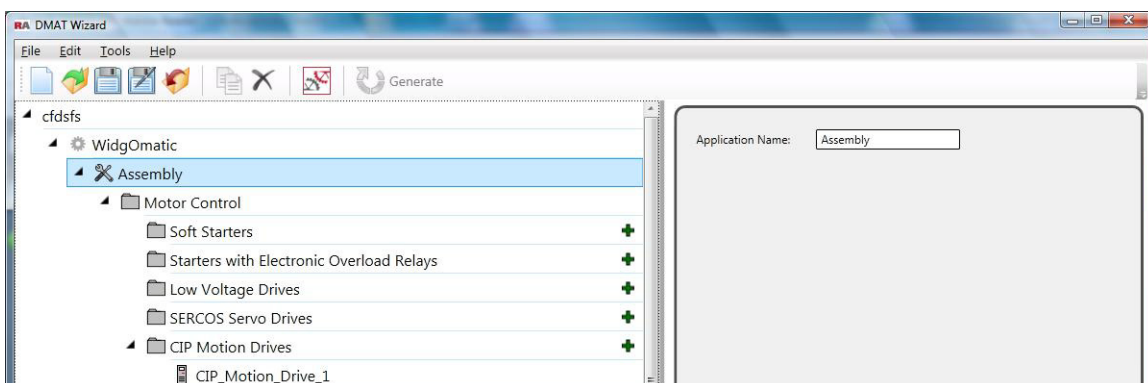 RA DMAT Wizard
File Edit Tools Help
Generate
cfdsfs
WidgOmatic
Assembly
Motor Control
Soft Starters
Starters with Electronic Overload Relays
Low Voltage Drives
SERCOS Servo Drives
CIP Motion Drives
CIP_Motion_Drive_1
Application Name: Assembly